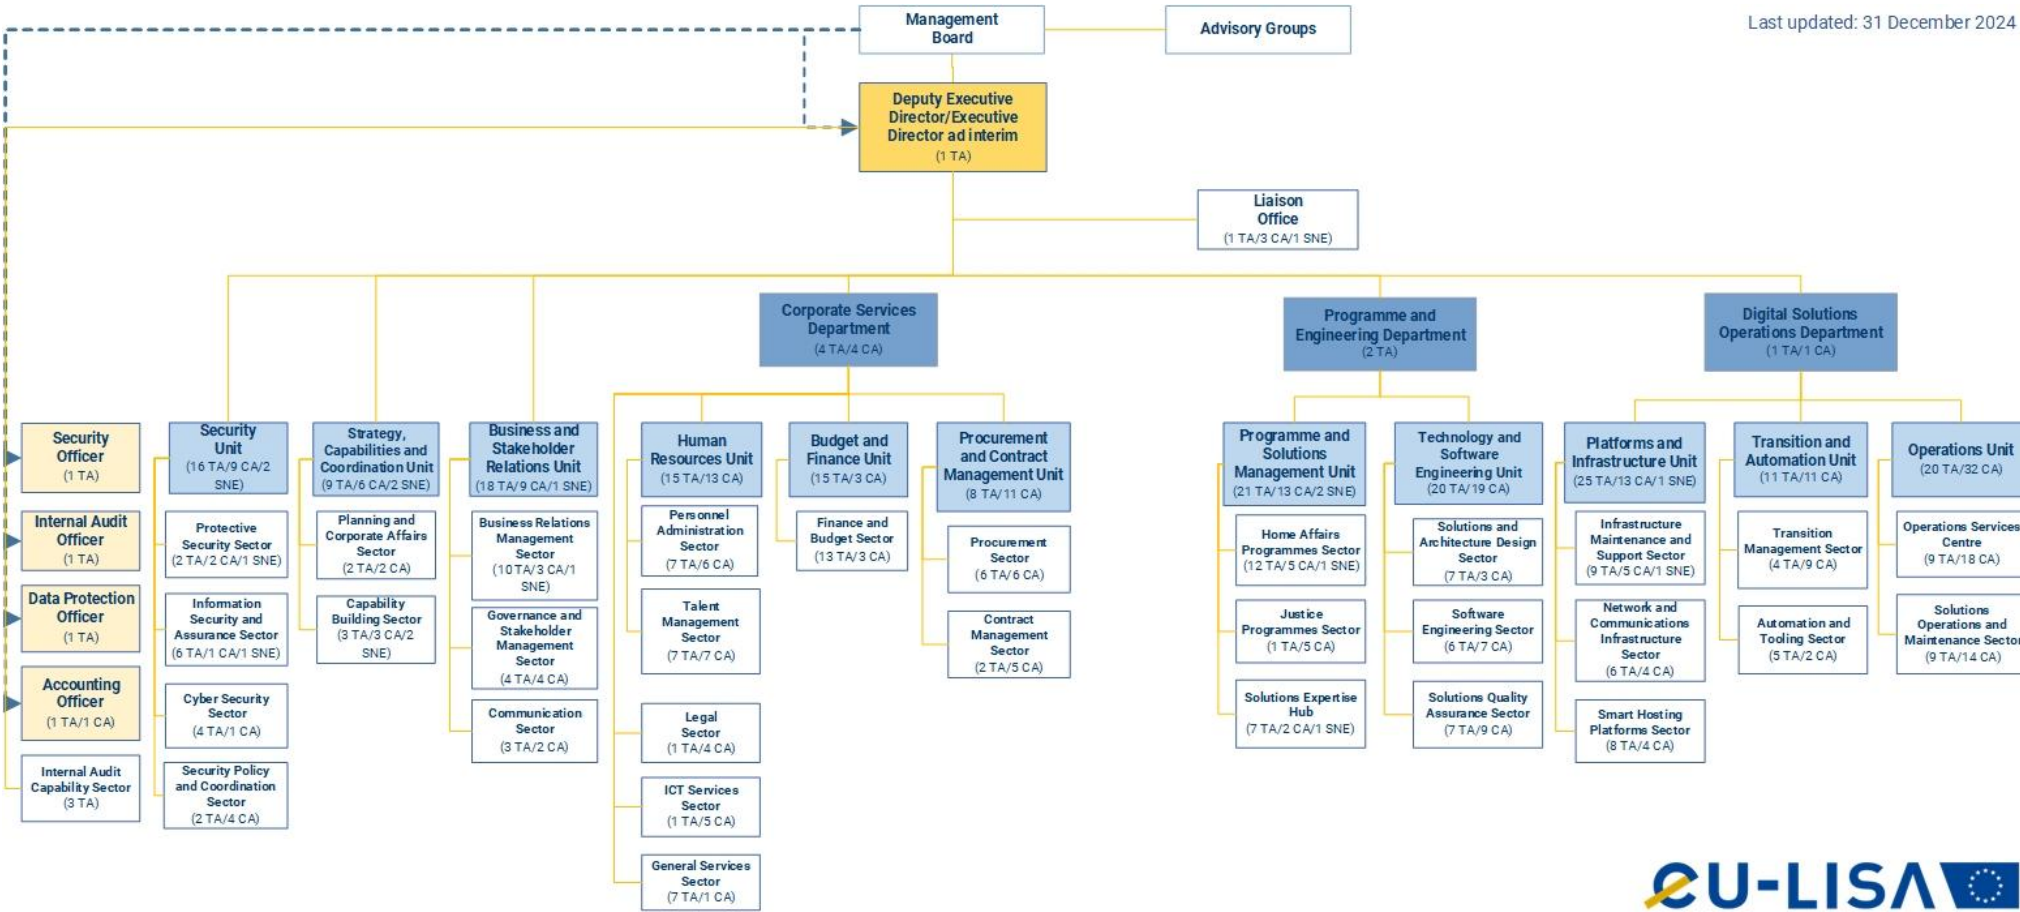 Management
Board
Advisory Groups
Last updated: 31 December 2024
Deputy Executive
Director/Executive
Director ad interim
(1 TA)
Liaison
Office
(1 TA/3 CA/1 SNE)
Corporate Services
Department
(4 TA/4 CA)
Programme and
Engineering Department
(2 TA)
Digital Solutions
Operations Department
(1 TA/1 CA)
Security
Officer
(1 TA)
Internal Audit
Officer
(1 TA)
Data Protection
Officer
(1 TA)
Accounting
Officer
(1 TA/1 CA)
Internal Audit
Capability Sector
(3 TA)
Security
Unit
(16 TA/9 CA/2
SNE)
Protective
Security Sector
(2 TA/2 CA/1 SNE)
Information
Security and
Assurance Sector
(6 TA/1 CA/1 SNE)
Cyber Security
Sector
(4 TA/1 CA)
Security Policy
and Coordination
Sector
(2 TA/4 CA)
Strategy,
Capabilities and
Coordination Unit
(9 TA/6 CA/2 SNE)
Planning and
Corporate Affairs
Sector
(2 TA/2 CA)
Capability
Building Sector
(3 TA/3 CA/2
SNE)
Business and
Stakeholder
Relations Unit
(18 TA/9 CA/1 SNE)
Business Relations
Management
Sector
(10 TA/3 CA/1
SNE)
Governance and
Stakeholder
Management
Sector
(4 TA/4 CA)
Communication
Sector
(3 TA/2 CA)
Human
Resources Unit
(15 TA/13 CA)
Personnel
Administration
Sector
(7 TA/6 CA)
Talent
Management
Sector
(7 TA/7 CA)
Legal
Sector
(1 TA/4 CA)
ICT Services
Sector
(1 TA/5 CA)
General Services
Sector
(7 TA/1 CA)
Budget and
Finance Unit
(15 TA/3 CA)
Finance and
Budget Sector
(13 TA/3 CA)
Procurement
and Contract
Management Unit
(8 TA/11 CA)
Procurement
Sector
(6 TA/6 CA)
Contract
Management
Sector
(2 TA/5 CA)
Programme and
Solutions
Management Unit
(21 TA/13 CA/2 SNE)
Home Affairs
Programmes Sector
(12 TA/5 CA/1 SNE)
Justice
Programmes Sector
(1 TA/5 CA)
Solutions Expertise
Hub
(7 TA/2 CA/1 SNE)
Technology and
Software
Engineering Unit
(20 TA/19 CA)
Solutions and
Architecture Design
Sector
(7 TA/3 CA)
Software
Engineering Sector
(6 TA/7 CA)
Solutions Quality
Assurance Sector
(7 TA/9 CA)
Platforms and
Infrastructure Unit
(25 TA/13 CA/1 SNE)
Infrastructure
Maintenance and
Support Sector
(9 TA/5 CA/1 SNE)
Network and
Communications
Infrastructure
Sector
(6 TA/4 CA)
Smart Hosting
Platforms Sector
(8 TA/4 CA)
Transition and
Automation Unit
(11 TA/11 CA)
Transition
Management Sector
(4 TA/9 CA)
Automation and
Tooling Sector
(5 TA/2 CA)
Operations Unit
(20 TA/32 CA)
Operations Services
Centre
(9 TA/18 CA)
Solutions
Operations and
Maintenance Sector
(9 TA/14 CA)
eU-LISA